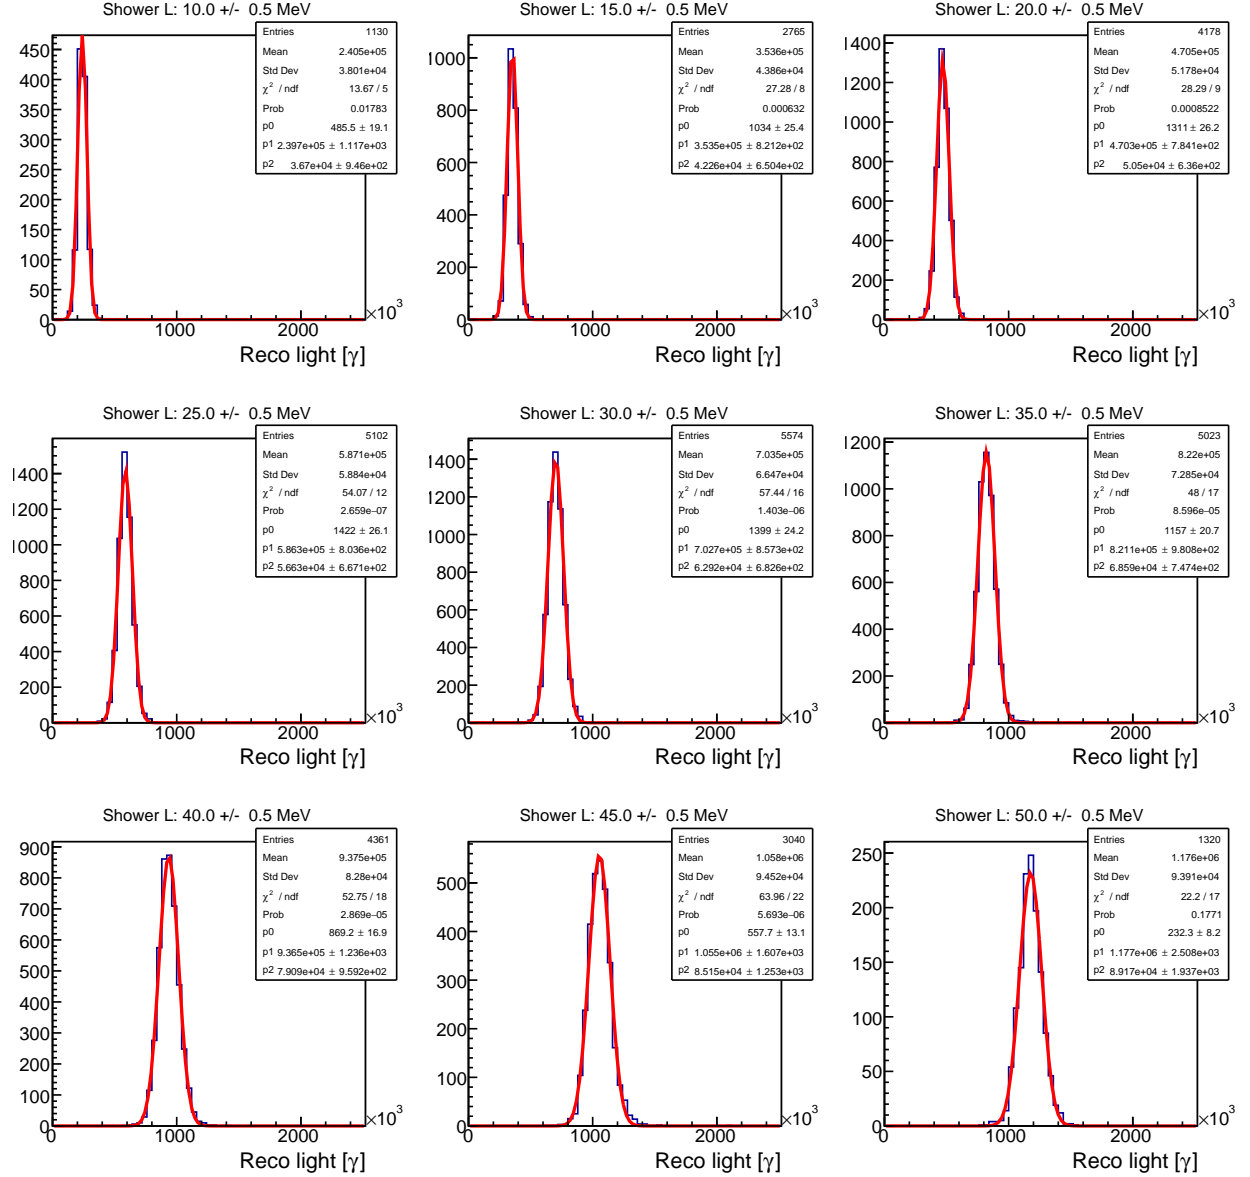 Shower L: 10.0 +/- 0.5 MeV
Entries 1130
Mean 2.405e+05
Std Dev 3.801e+04
χ² / ndf 13.67 / 5
Prob 0.01783
p0 485.5 ± 19.1
p1 2.397e+05 ± 1.117e+03
p2 3.67e+04 ± 9.46e+02
450
400
350
300
250
200
150
100
50
0
0 1000 2000 ×10³
Reco light [γ]
Shower L: 15.0 +/- 0.5 MeV
Entries 2765
Mean 3.536e+05
Std Dev 4.386e+04
χ² / ndf 27.28 / 8
Prob 0.000632
p0 1034 ± 25.4
p1 3.535e+05 ± 8.212e+02
p2 4.226e+04 ± 6.504e+02
1000
800
600
400
200
0
0 1000 2000 ×10³
Reco light [γ]
Shower L: 20.0 +/- 0.5 MeV
Entries 4178
Mean 4.705e+05
Std Dev 5.178e+04
χ² / ndf 28.29 / 9
Prob 0.0008522
p0 1311 ± 26.2
p1 4.703e+05 ± 7.841e+02
p2 5.05e+04 ± 6.36e+02
1400
1200
1000
800
600
400
200
0
0 1000 2000 ×10³
Reco light [γ]
Shower L: 25.0 +/- 0.5 MeV
Entries 5102
Mean 5.871e+05
Std Dev 5.884e+04
χ² / ndf 54.07 / 12
Prob 2.659e−07
p0 1422 ± 26.1
p1 5.863e+05 ± 8.036e+02
p2 5.663e+04 ± 6.671e+02
1400
1200
1000
800
600
400
200
0
0 1000 2000 ×10³
Reco light [γ]
Shower L: 30.0 +/- 0.5 MeV
Entries 5574
Mean 7.035e+05
Std Dev 6.647e+04
χ² / ndf 57.44 / 16
Prob 1.403e−06
p0 1399 ± 24.2
p1 7.027e+05 ± 8.573e+02
p2 6.292e+04 ± 6.826e+02
1400
1200
1000
800
600
400
200
0
0 1000 2000 ×10³
Reco light [γ]
Shower L: 35.0 +/- 0.5 MeV
Entries 5023
Mean 8.22e+05
Std Dev 7.285e+04
χ² / ndf 48 / 17
Prob 8.596e−05
p0 1157 ± 20.7
p1 8.211e+05 ± 9.808e+02
p2 6.859e+04 ± 7.474e+02
1200
1000
800
600
400
200
0
0 1000 2000 ×10³
Reco light [γ]
Shower L: 40.0 +/- 0.5 MeV
Entries 4361
Mean 9.375e+05
Std Dev 8.28e+04
χ² / ndf 52.75 / 18
Prob 2.869e−05
p0 869.2 ± 16.9
p1 9.365e+05 ± 1.236e+03
p2 7.909e+04 ± 9.592e+02
900
800
700
600
500
400
300
200
100
0
0 1000 2000 ×10³
Reco light [γ]
Shower L: 45.0 +/- 0.5 MeV
Entries 3040
Mean 1.058e+06
Std Dev 9.452e+04
χ² / ndf 63.96 / 22
Prob 5.693e−06
p0 557.7 ± 13.1
p1 1.055e+06 ± 1.607e+03
p2 8.515e+04 ± 1.253e+03
500
400
300
200
100
0
0 1000 2000 ×10³
Reco light [γ]
Shower L: 50.0 +/- 0.5 MeV
Entries 1320
Mean 1.176e+06
Std Dev 9.391e+04
χ² / ndf 22.2 / 17
Prob 0.1771
p0 232.3 ± 8.2
p1 1.177e+06 ± 2.508e+03
p2 8.917e+04 ± 1.937e+03
250
200
150
100
50
0
0 1000 2000 ×10³
Reco light [γ]